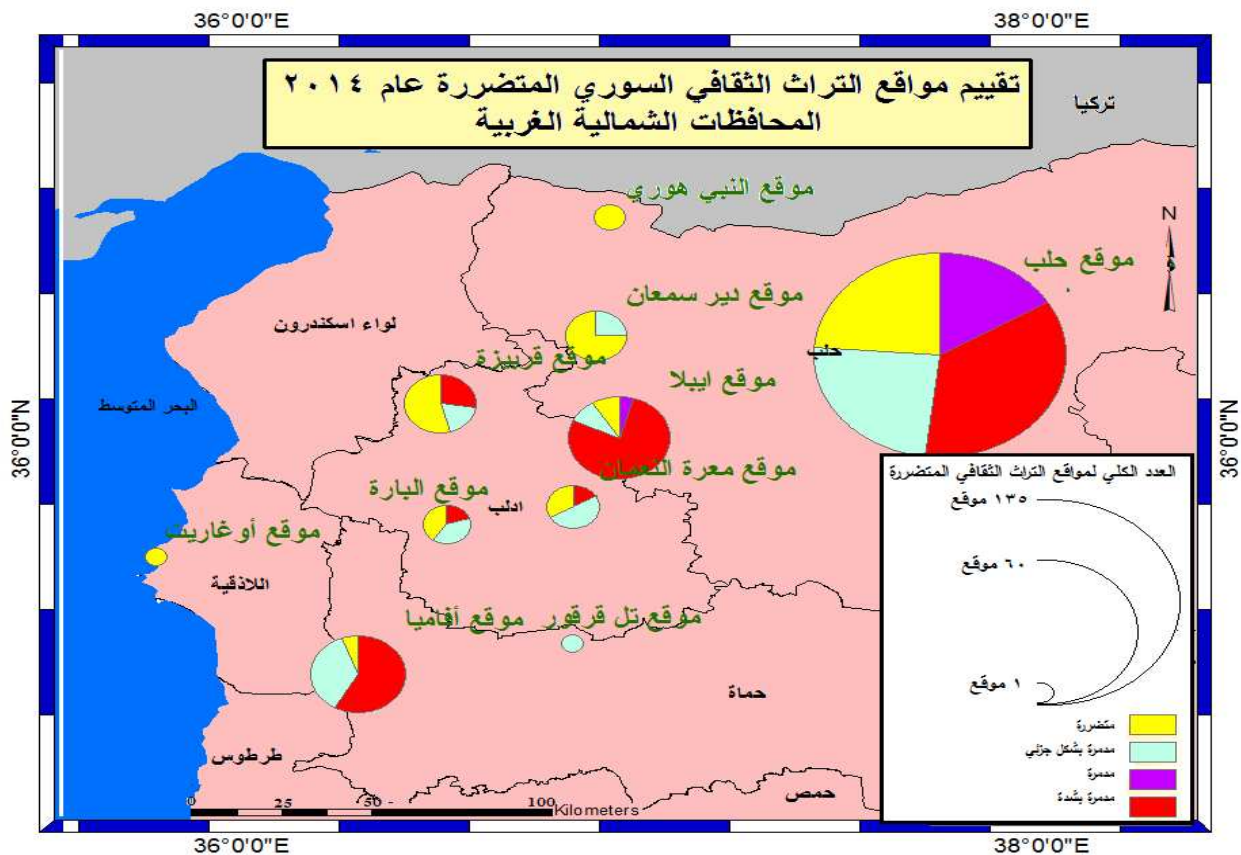 36°0'0"E
38°0'0"E
تقييم مواقع التراث الثقافي السوري المتضررة عام ٢٠١٤
المحافظات الشمالية الغربية
تركيا
موقع النبي هوري
N
موقع حلب
موقع دير سمعان
لواء اسكندرون
حلب
موقع قرييزة
موقع ايبلا
البحر المتوسط
36°0'0"N
36°0'0"N
موقع معرة النعمان
موقع البارة
ادلب
موقع أوغاريت
اللاذقية
موقع تل قرقور
موقع أفاميا
حماة
طرطوس
حمص
العدد الكلي لمواقع التراث الثقافي المتضررة
١٣٥ موقع
٦٠ موقع
١ موقع
متضررة
مدمرة بشكل جزئي
مدمرة
مدمرة بشدة
0 25 50 100
Kilometers
36°0'0"E
38°0'0"E